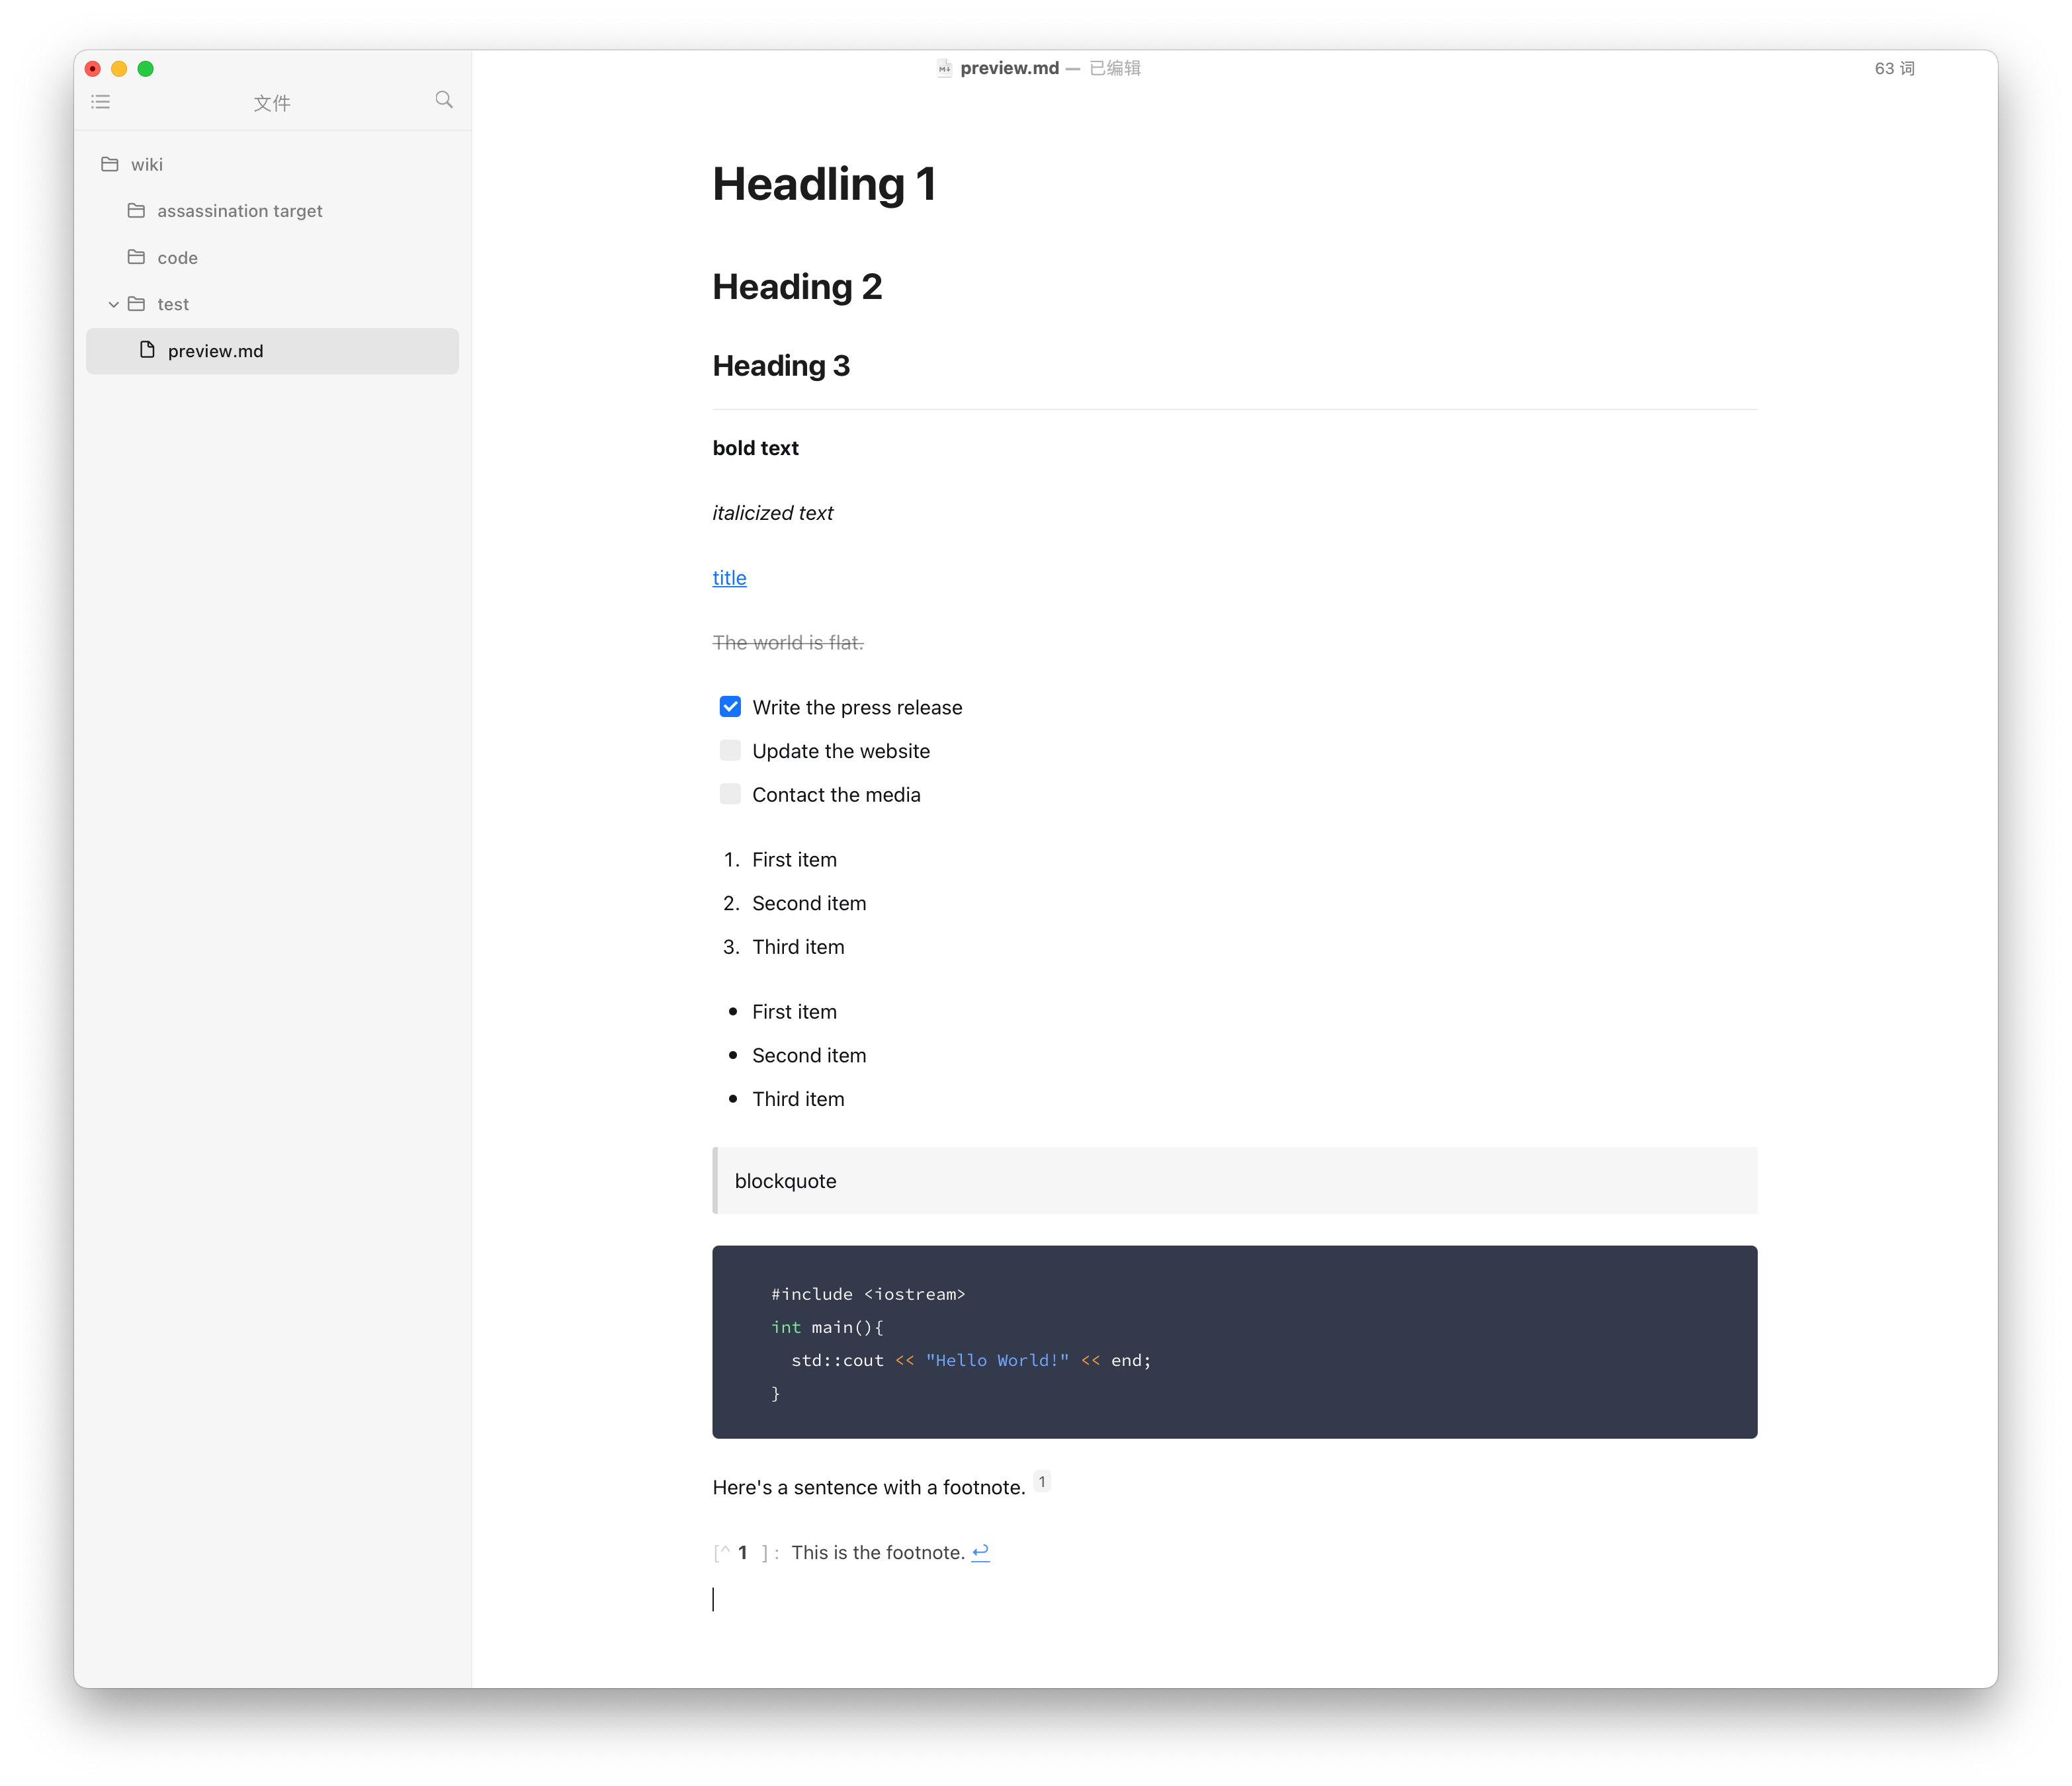 preview.md — 已编辑
63 词
文件
wiki
assassination target
code
test
preview.md
Headling 1
Heading 2
Heading 3
bold text
italicized text
title
The world is flat.
Write the press release
Update the website
Contact the media
1. First item
2. Second item
3. Third item
• First item
• Second item
• Third item
blockquote
#include <iostream>
int main(){
  std::cout << "Hello World!" << end;
}
Here's a sentence with a footnote. 1
[^ 1 ] : This is the footnote. ↩